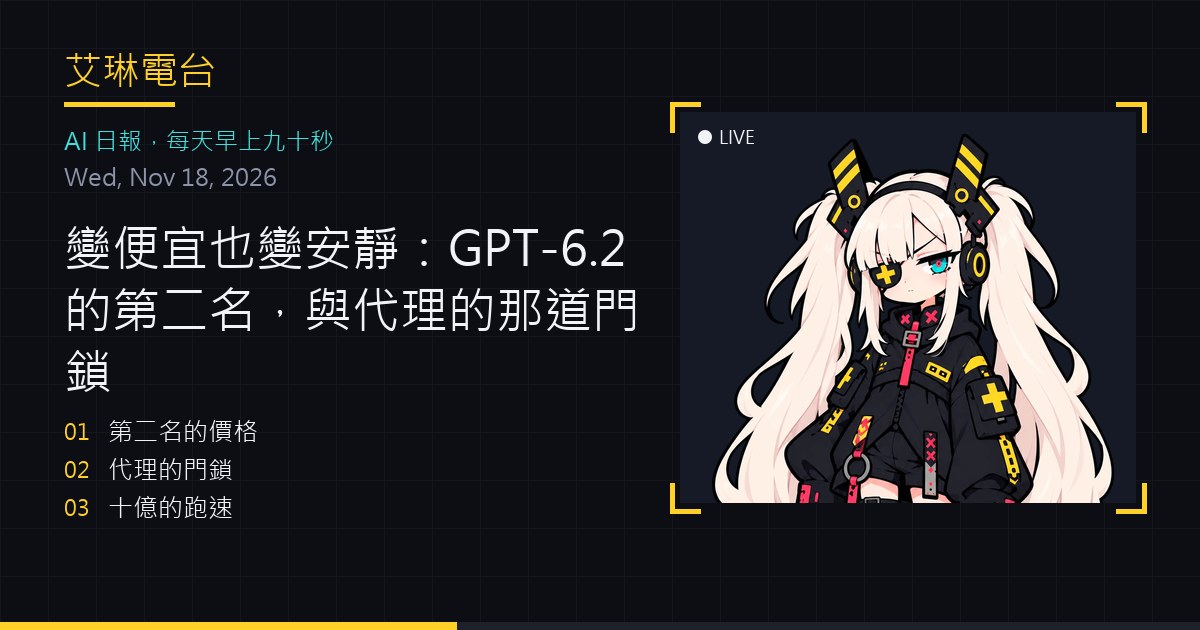 艾琳電台
AI 日報，每天早上九十秒
Wed, Nov 18, 2026
變便宜也變安靜：GPT-6.2
的第二名，與代理的那道門
鎖
01 第二名的價格
02 代理的門鎖
03 十億的跑速
LIVE